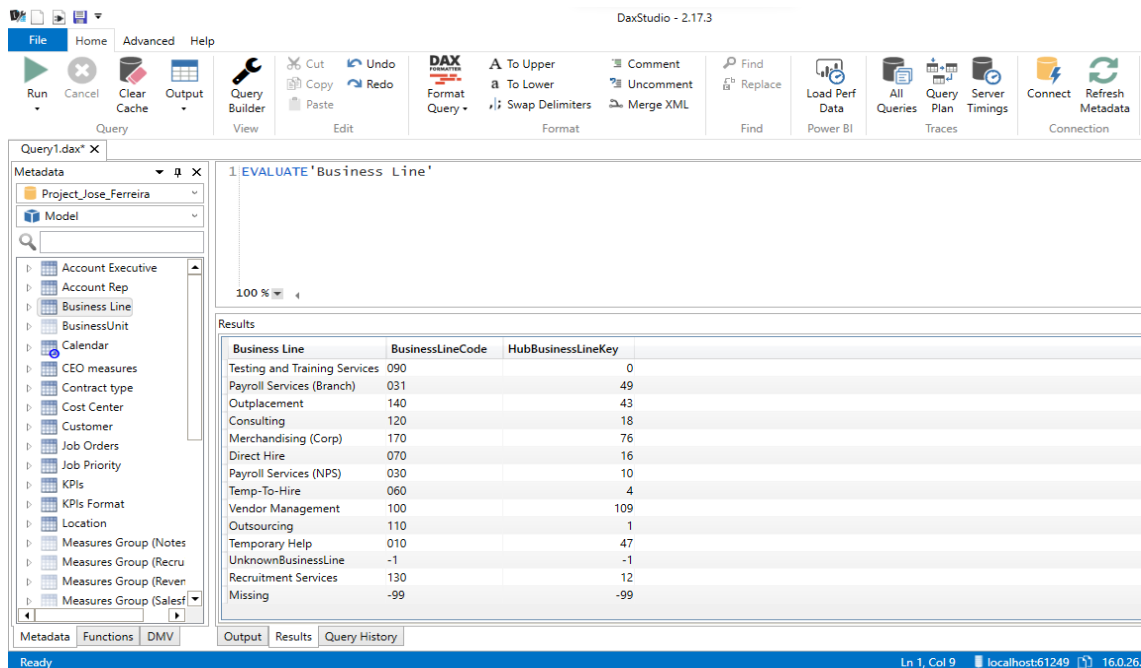 DaxStudio - 2.17.3
File Home Advanced Help
Run Cancel Clear Cache Output
Query
Query Builder
View
Cut Copy Paste Undo Redo
Edit
DAX FORMATTER
Format Query
To Upper
To Lower
Swap Delimiters
Comment
Uncomment
Merge XML
Format
Find
Replace
Find
Load Perf Data
Power BI
All Queries Query Plan Server Timings
Traces
Connect Refresh Metadata
Connection
Query1.dax*
Metadata
Project_Jose_Ferreira
Model
Account Executive
Account Rep
Business Line
BusinessUnit
Calendar
CEO measures
Contract type
Cost Center
Customer
Job Orders
Job Priority
KPIs
KPIs Format
Location
Measures Group (Notes
Measures Group (Recru
Measures Group (Reven
Measures Group (Salesf
Metadata Functions DMV
1 EVALUATE'Business Line'
100 %
Results
Business Line BusinessLineCode HubBusinessLineKey
Testing and Training Services 090 0
Payroll Services (Branch) 031 49
Outplacement 140 43
Consulting 120 18
Merchandising (Corp) 170 76
Direct Hire 070 16
Payroll Services (NPS) 030 10
Temp-To-Hire 060 4
Vendor Management 100 109
Outsourcing 110 1
Temporary Help 010 47
UnknownBusinessLine -1 -1
Recruitment Services 130 12
Missing -99 -99
Output Results Query History
Ready Ln 1, Col 9 localhost:61249 16.0.26